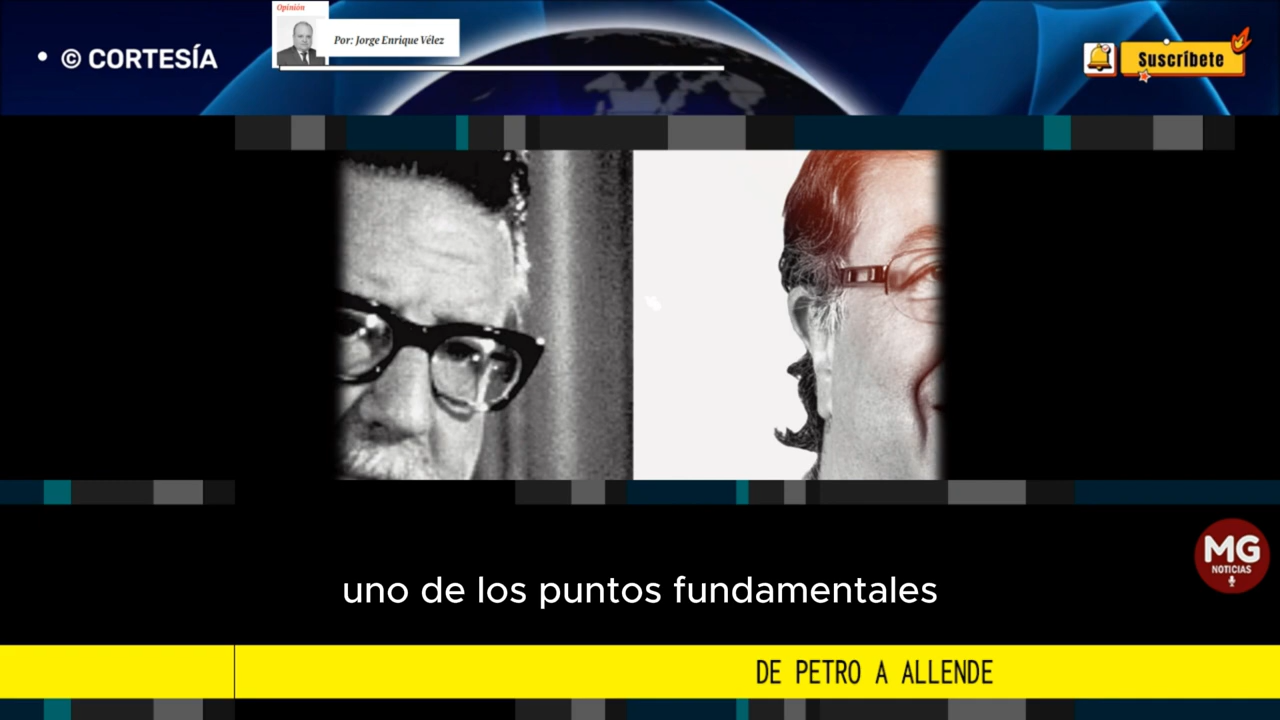 Opinión
Por: Jorge Enrique Vélez
• © CORTESÍA
Suscríbete
MG
NOTICIAS
uno de los puntos fundamentales
DE PETRO A ALLENDE